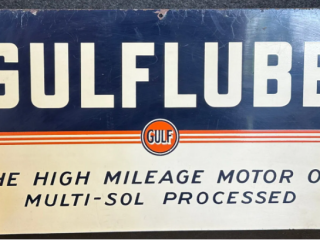 GULFLUBE
GULF
HE HIGH MILEAGE MOTOR O
MULTI-SOL PROCESSED